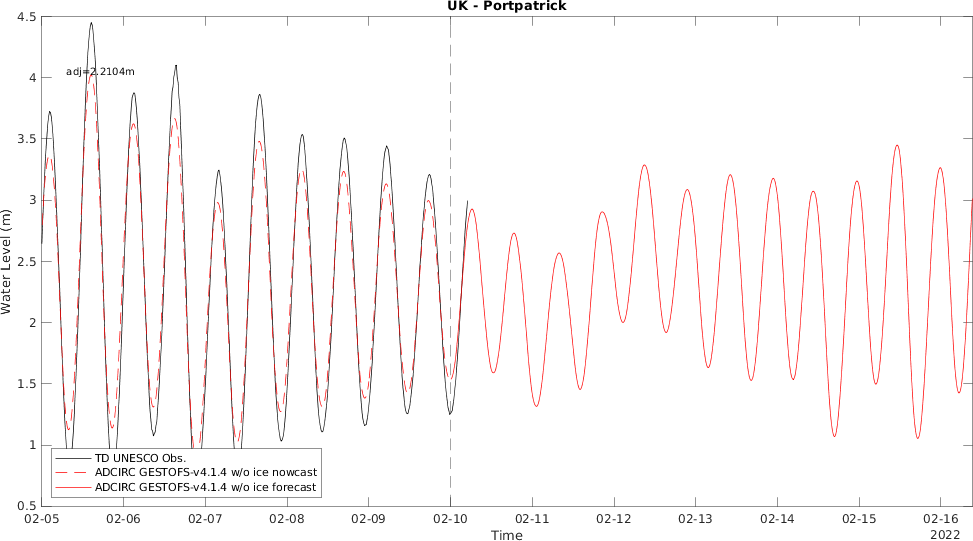 UK - Portpatrick
4.5
4
3.5
3
2.5
2
1.5
1
0.5
Water Level (m)
adj=2.2104m
TD UNESCO Obs.
ADCIRC GESTOFS-v4.1.4 w/o ice nowcast
ADCIRC GESTOFS-v4.1.4 w/o ice forecast
02-05 02-06 02-07 02-08 02-09 02-10 02-11 02-12 02-13 02-14 02-15 02-16
Time
2022